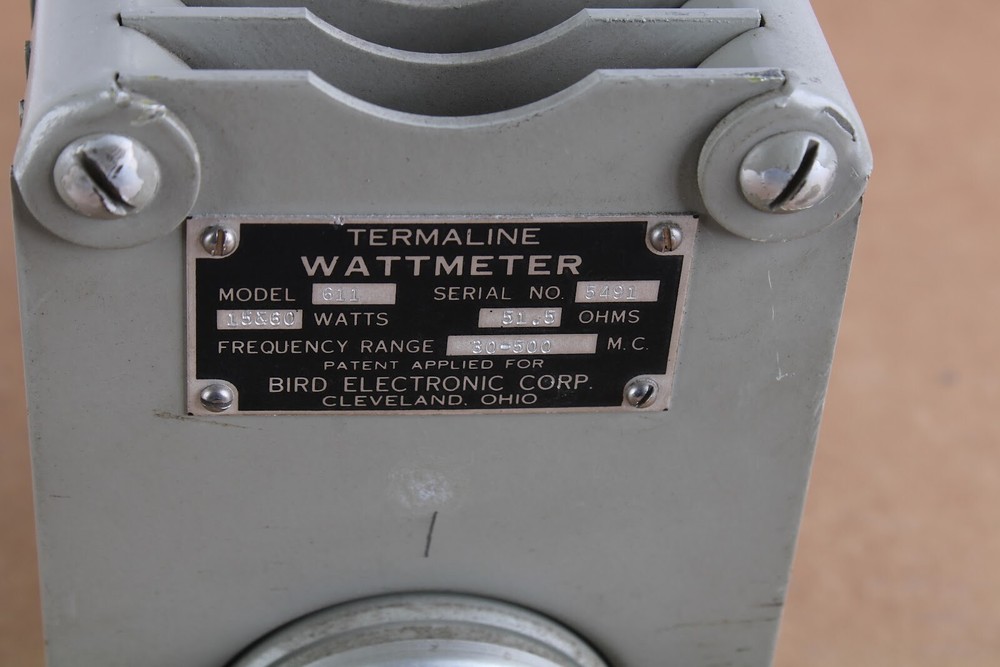 TERMALINE
WATTMETER
MODEL 611 SERIAL NO. 5491
15&60 WATTS 51.5 OHMS
FREQUENCY RANGE 30-500 M.C.
PATENT APPLIED FOR
BIRD ELECTRONIC CORP.
CLEVELAND, OHIO